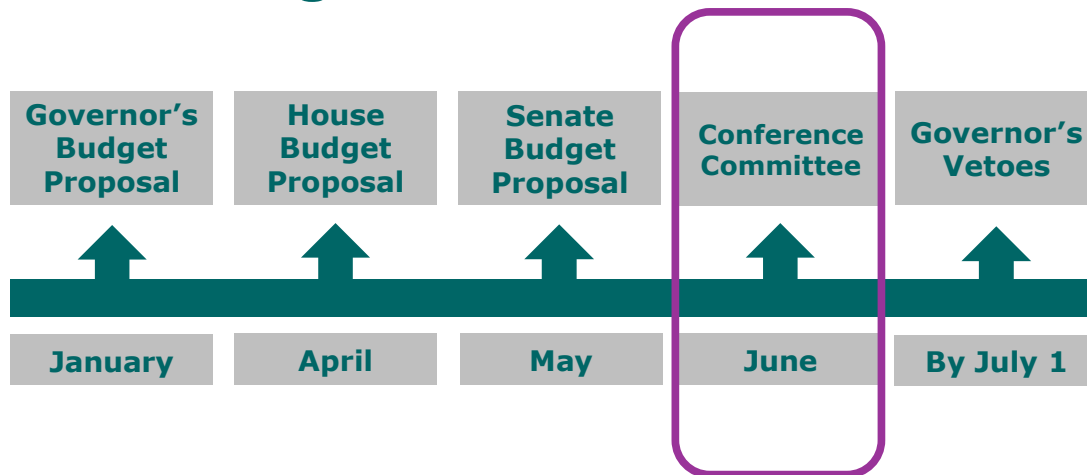 Governor's
Budget
Proposal
House
Budget
Proposal
Senate
Budget
Proposal
Conference
Committee
Governor's
Vetoes
January
April
May
June
By July 1